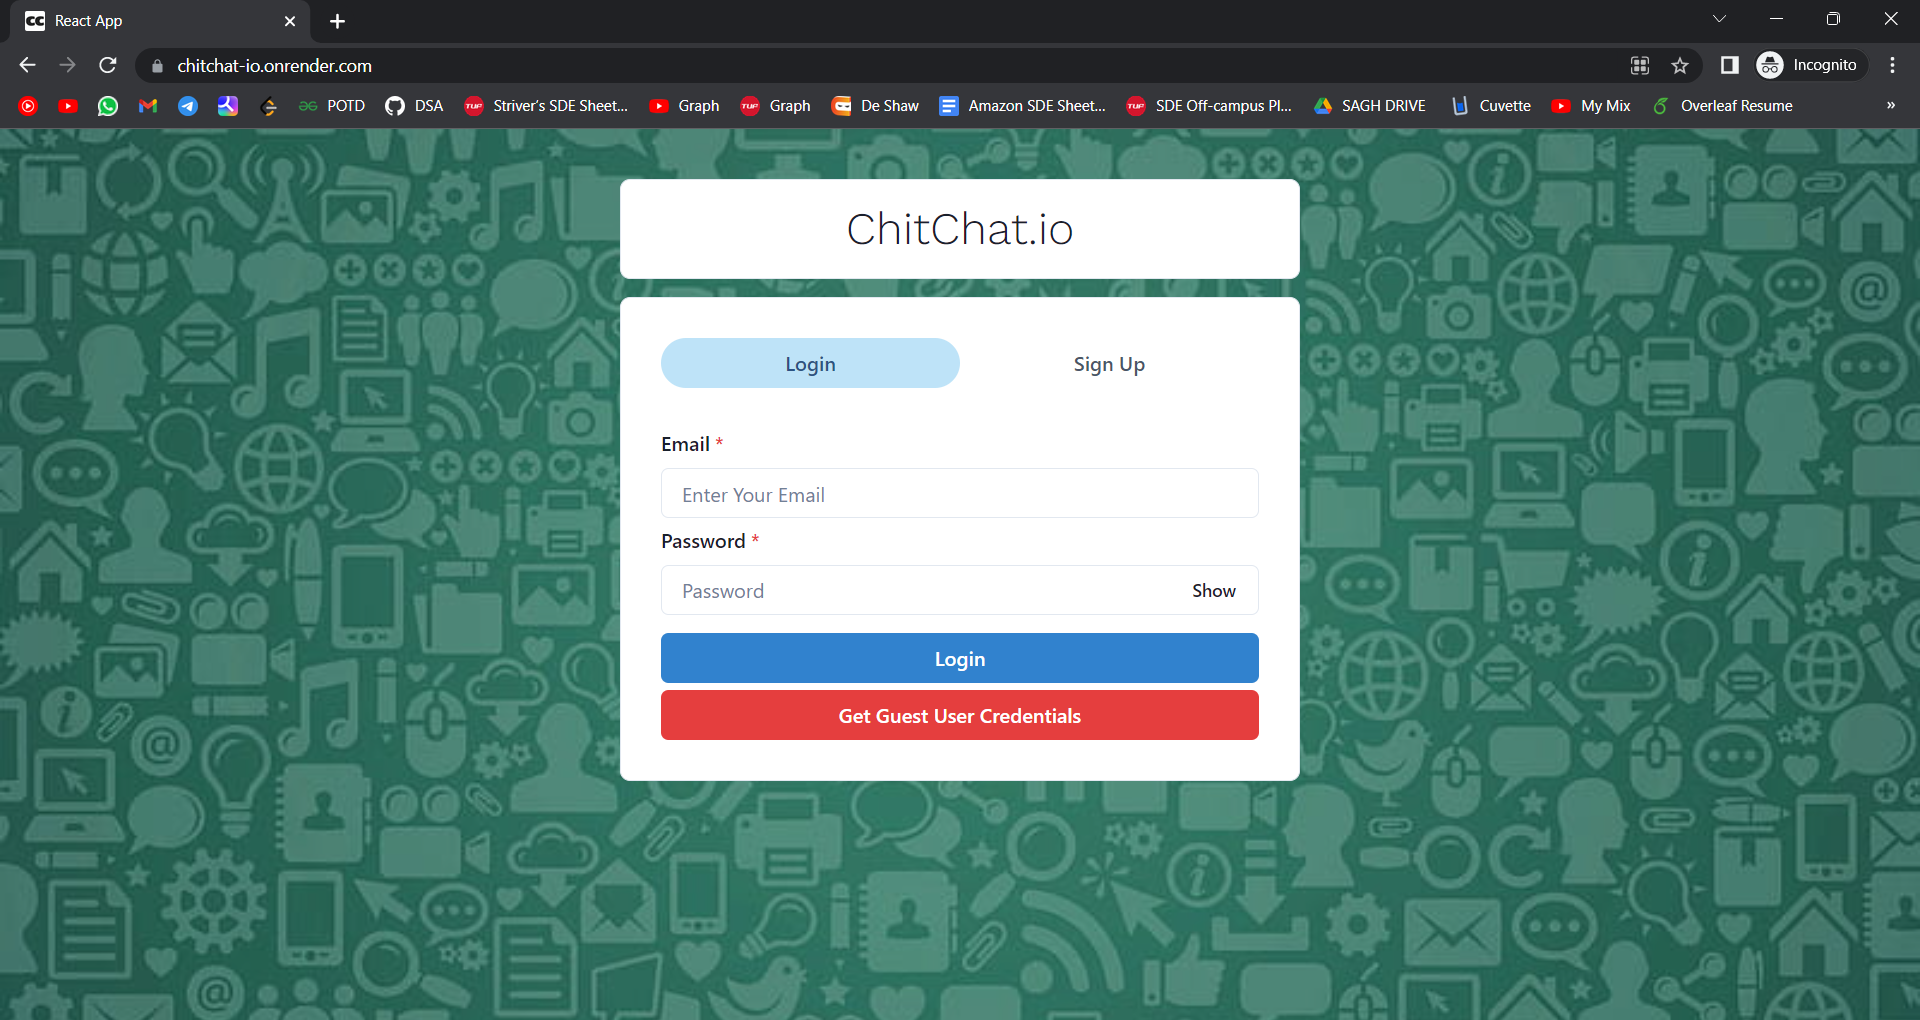 React App
chitchat-io.onrender.com
Incognito
POTD DSA Striver's SDE Sheet... Graph Graph De Shaw Amazon SDE Sheet... SDE Off-campus Pl... SAGH DRIVE Cuvette My Mix Overleaf Resume »
ChitChat.io
Login Sign Up
Email *
Enter Your Email
Password *
Password Show
Login
Get Guest User Credentials